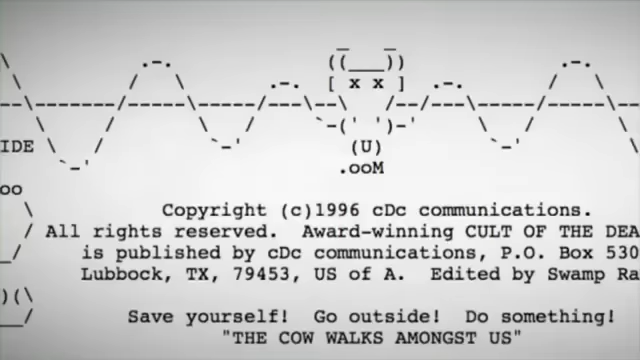 IDE
oo
[ x x ]
(U)
.ooM
Copyright (c)1996 cDc communications.
All rights reserved. Award-winning CULT OF THE DEA
is published by cDc communications, P.O. Box 530
Lubbock, TX, 79453, US of A. Edited by Swamp Ra
Save yourself! Go outside! Do something!
"THE COW WALKS AMONGST US"